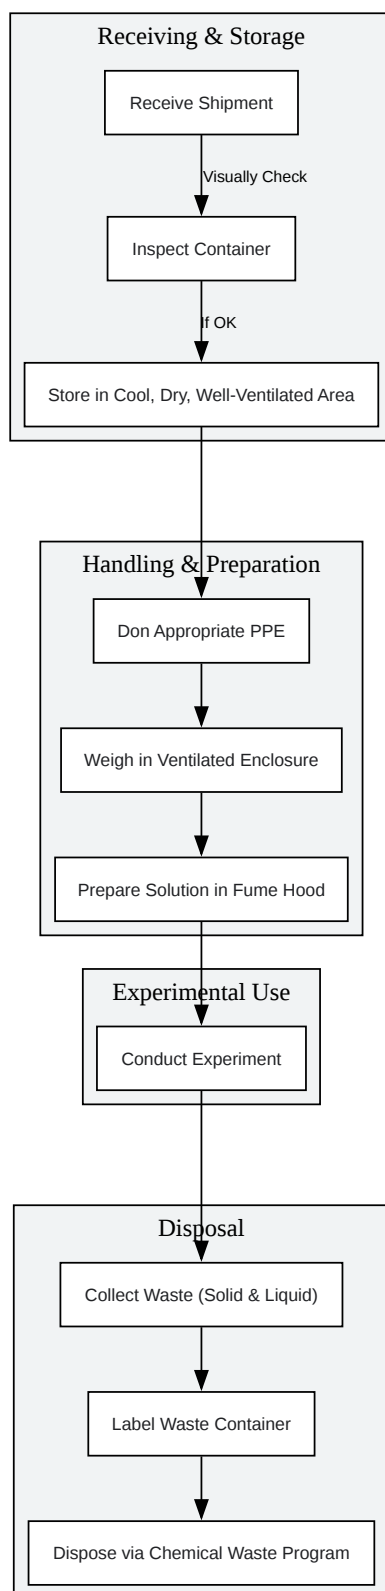 Receiving & Storage
Receive Shipment
Visually Check
Inspect Container
If OK
Store in Cool, Dry, Well-Ventilated Area
Handling & Preparation
Don Appropriate PPE
Weigh in Ventilated Enclosure
Prepare Solution in Fume Hood
Experimental Use
Conduct Experiment
Disposal
Collect Waste (Solid & Liquid)
Label Waste Container
Dispose via Chemical Waste Program